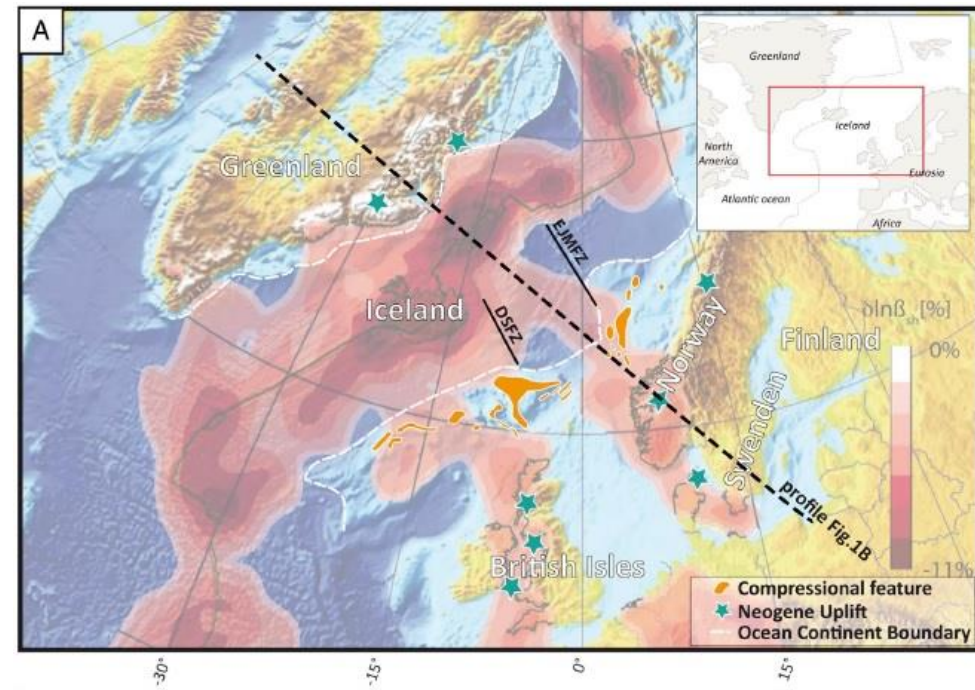 A
Greenland
Iceland
North
America
Eurasia
Atlantic ocean
Africa
Greenland
EJMFZ
Iceland
DSFZ
Norway
Finland
Swenden
British Isles
profile Fig.1B
δlnß_sh[%]
0%
-11%
Compressional feature
Neogene Uplift
Ocean Continent Boundary
-30°
-15°
0°
15°